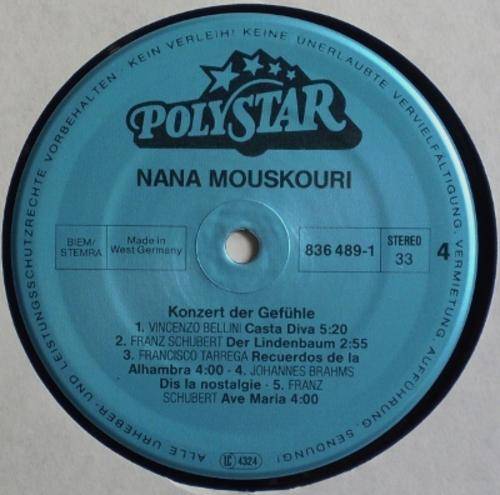 ALLE URHEBER- UND LEISTUNGSSCHUTZRECHTE VORBEHALTEN · KEIN VERLEIH! KEINE UNERLAUBTE VERVIELFÄLTIGUNG, VERMIETUNG, AUFFÜHRUNG, SENDUNG!
POLYSTAR
NANA MOUSKOURI
BIEM/
STEMRA
Made in
West Germany
836 489-1
STEREO
33
4
Konzert der Gefühle
1. VINCENZO BELLINI Casta Diva 5:20
2. FRANZ SCHUBERT Der Lindenbaum 2:55
3. FRANCISCO TARREGA Recuerdos de la
Alhambra 4:00 · 4. JOHANNES BRAHMS
Dis la nostalgie · 5. FRANZ
SCHUBERT Ave Maria 4:00
LC 4324